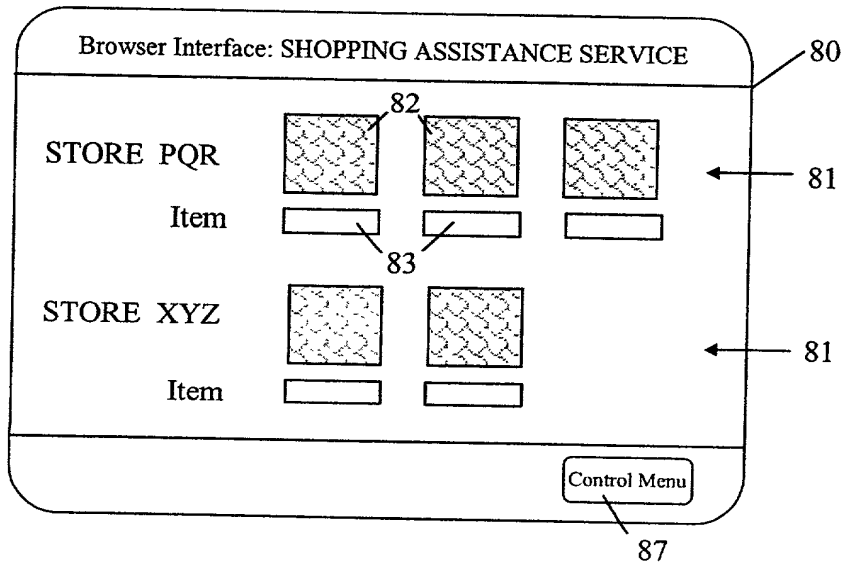 Browser Interface: SHOPPING ASSISTANCE SERVICE
80
82
STORE PQR
81
Item
83
STORE XYZ
81
Item
Control Menu
87